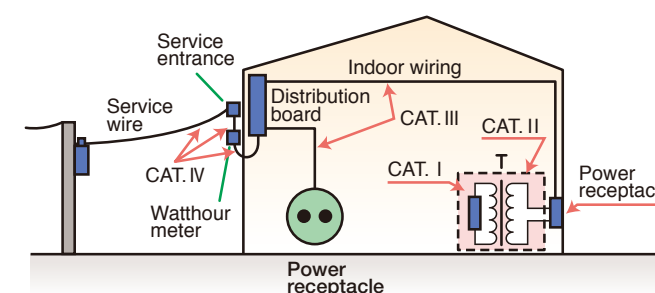 Service
entrance
Indoor wiring
Service
wire
Distribution
board
CAT. III
CAT. II
CAT. IV
CAT. I
T
Power
receptac
Watthour
meter
Power
receptacle